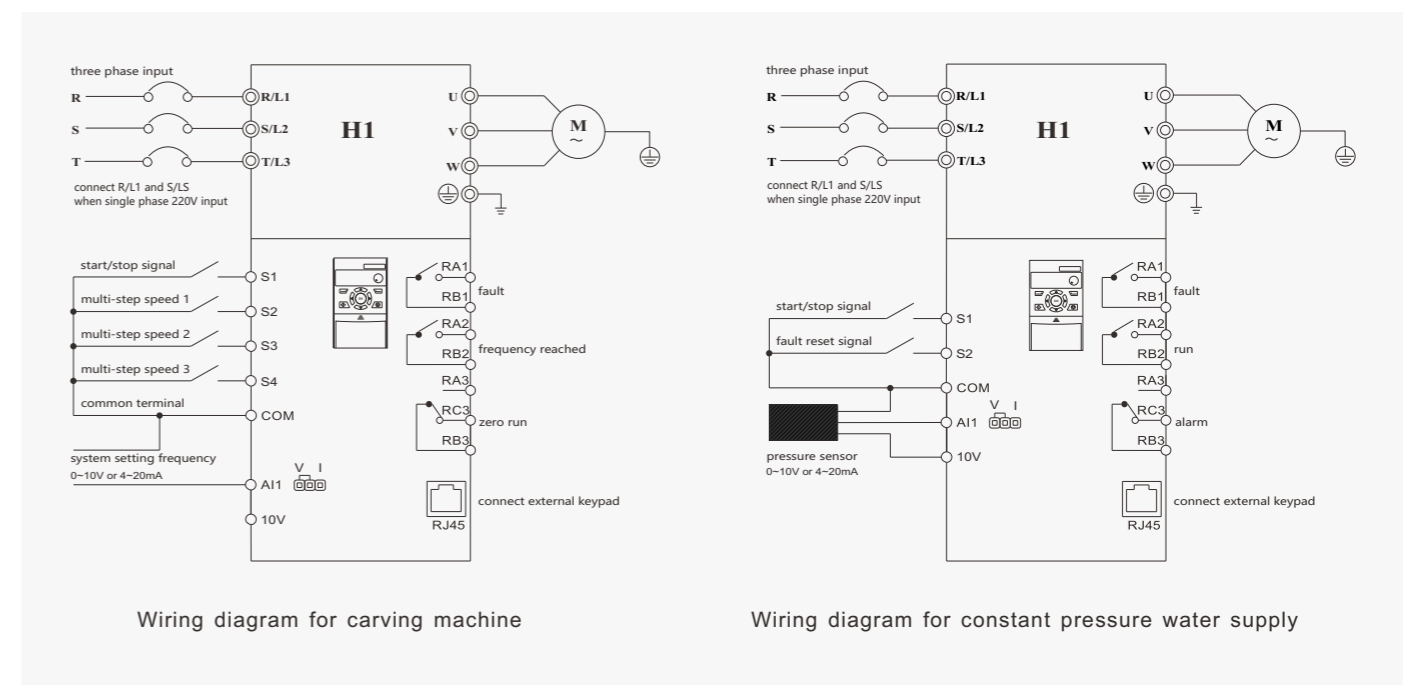 three phase input
R
R/L1
U
H1
M
~
S
S/L2
V
T
T/L3
W
connect R/L1 and S/LS
when single phase 220V input
start/stop signal
S1
RA1
fault
RB1
multi-step speed 1
S2
RA2
multi-step speed 2
S3
frequency reached
RB2
multi-step speed 3
S4
RA3
common terminal
COM
RC3
zero run
RB3
system setting frequency
0~10V or 4~20mA
V I
AI1
connect external keypad
10V
RJ45
Wiring diagram for carving machine
three phase input
R
R/L1
U
H1
M
~
S
S/L2
V
T
T/L3
W
connect R/L1 and S/LS
when single phase 220V input
RA1
fault
RB1
start/stop signal
S1
RA2
fault reset signal
S2
run
RB2
COM
RA3
V I
AI1
RC3
alarm
RB3
10V
pressure sensor
0~10V or 4~20mA
connect external keypad
RJ45
Wiring diagram for constant pressure water supply